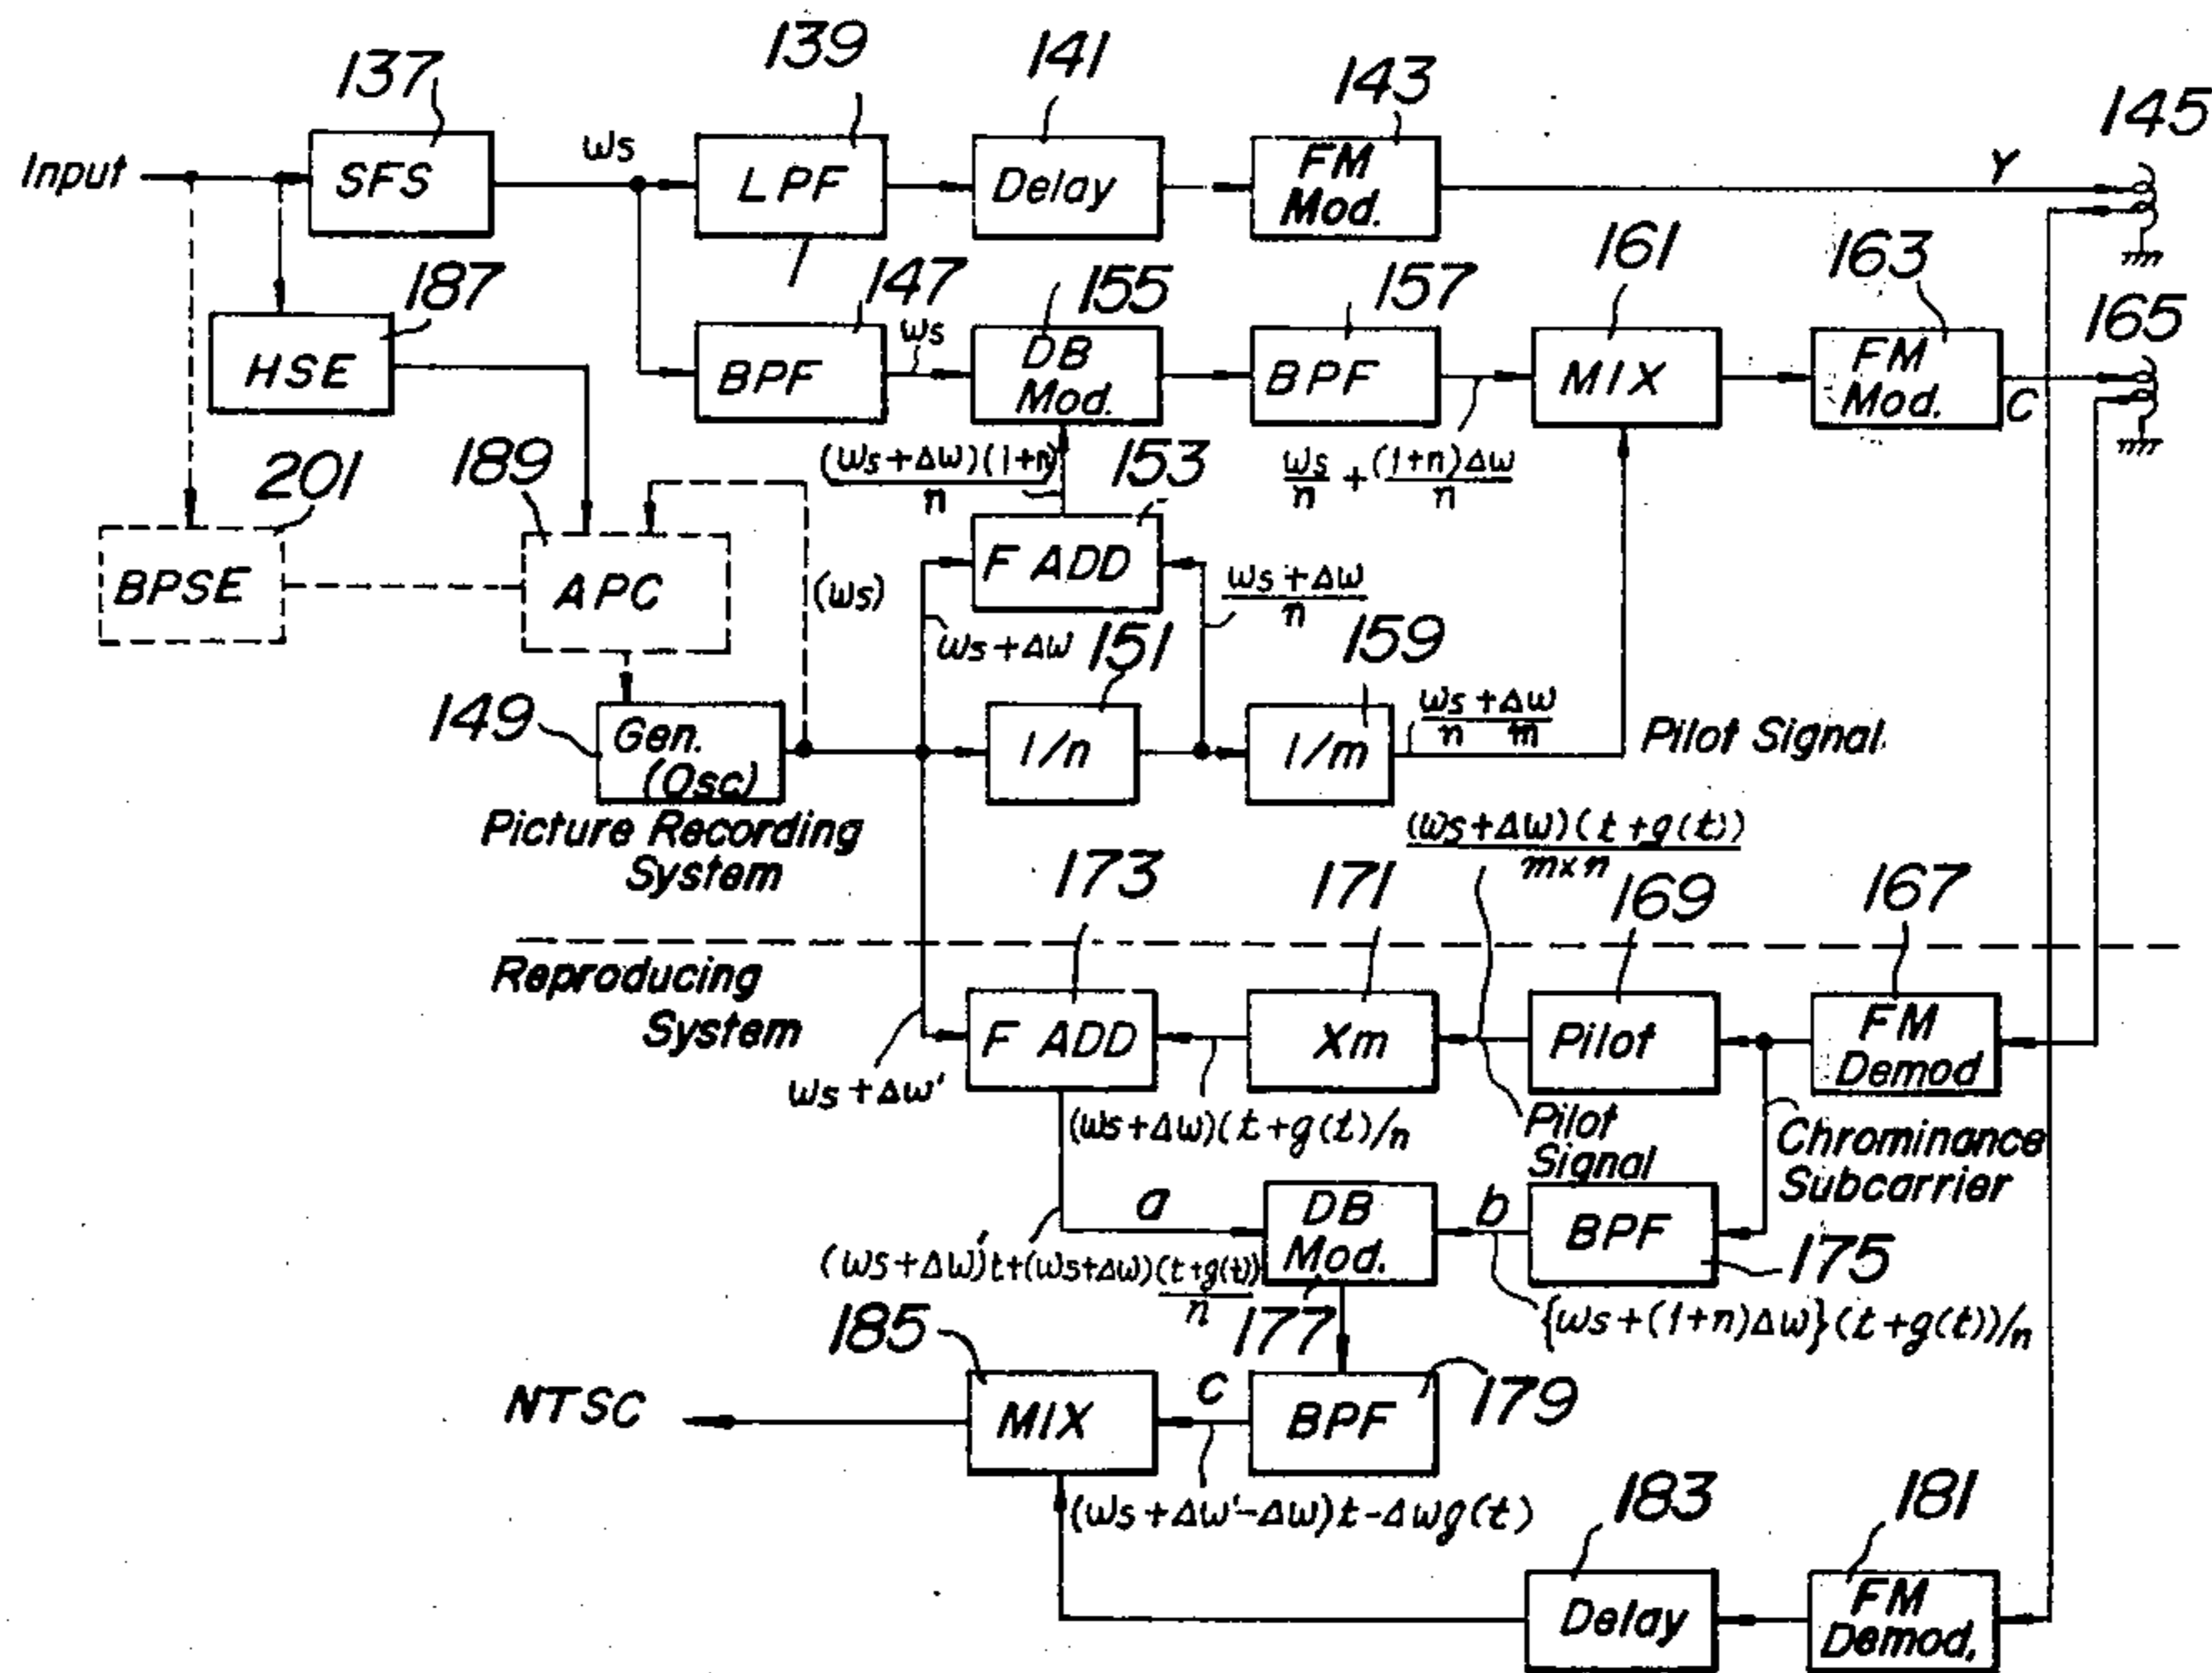 137
139
141
143
145
Input
SFS
ωs
LPF
Delay
FM
Mod.
Y
187
HSE
147
BPF
ωs
155
DB
Mod.
157
BPF
161
MIX
163
FM
Mod.
C
165
201
BPSE
189
APC
(ωs)
(ωs+Δω)(1+n)
n
153
F ADD
ωs/n + (1+n)Δω/n
ωs+Δω
n
ωs+Δω
151
1/n
159
1/m
ωs+Δω
n m
Pilot Signal
149
Gen.
(Osc)
Picture Recording
System
(ωs+Δω)(t+g(t))
m×n
173
171
169
167
Reproducing
System
F ADD
Xm
Pilot
FM
Demod
ωs+Δω'
(ωs+Δω)(t+g(t)/n
Pilot
Signal
Chrominance
Subcarrier
a
DB
Mod.
b
BPF
175
(ωs+Δω)'t+(ωs+Δω)(t+g(t))
n
177
{ωs+(1+n)Δω}(t+g(t))/n
185
NTSC
MIX
c
BPF
179
(ωs+Δω'-Δω)t-Δωg(t)
183
181
Delay
FM
Demod.